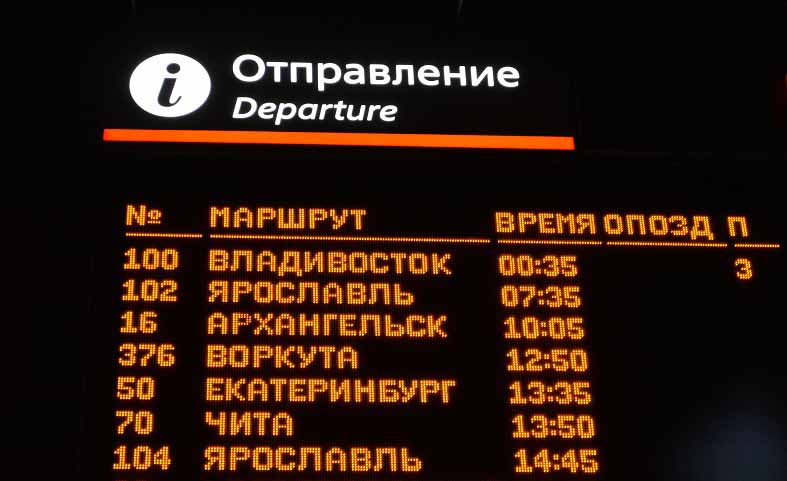 i Отправление
Departure
№ МАРШРУТ ВРЕМЯ ОПОЗД П
100 ВЛАДИВОСТОК 00:35 3
102 ЯРОСЛАВЛЬ 07:35
16 АРХАНГЕЛЬСК 10:05
376 ВОРКУТА 12:50
50 ЕКАТЕРИНБУРГ 13:35
70 ЧИТА 13:50
104 ЯРОСЛАВЛЬ 14:45